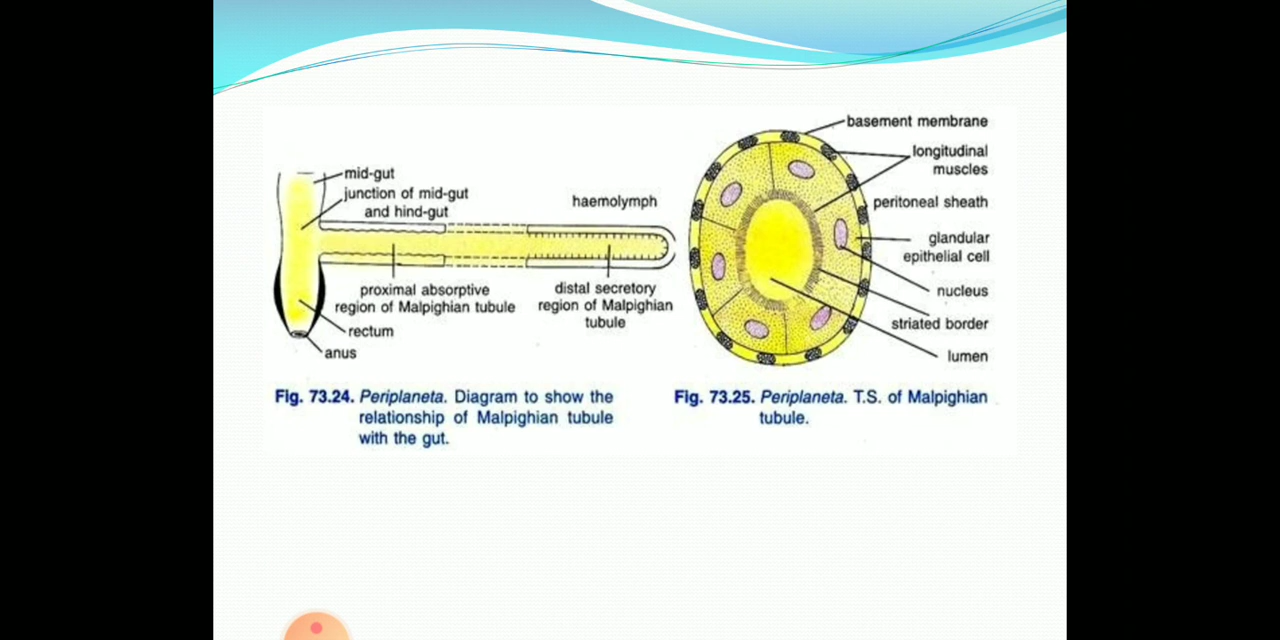 mid-gut
junction of mid-gut
and hind-gut
haemolymph
proximal absorptive
region of Malpighian tubule
distal secretory
region of Malpighian
tubule
rectum
anus
Fig. 73.24. Periplaneta. Diagram to show the
relationship of Malpighian tubule
with the gut.
basement membrane
longitudinal
muscles
peritoneal sheath
glandular
epithelial cell
nucleus
striated border
lumen
Fig. 73.25. Periplaneta. T.S. of Malpighian
tubule.